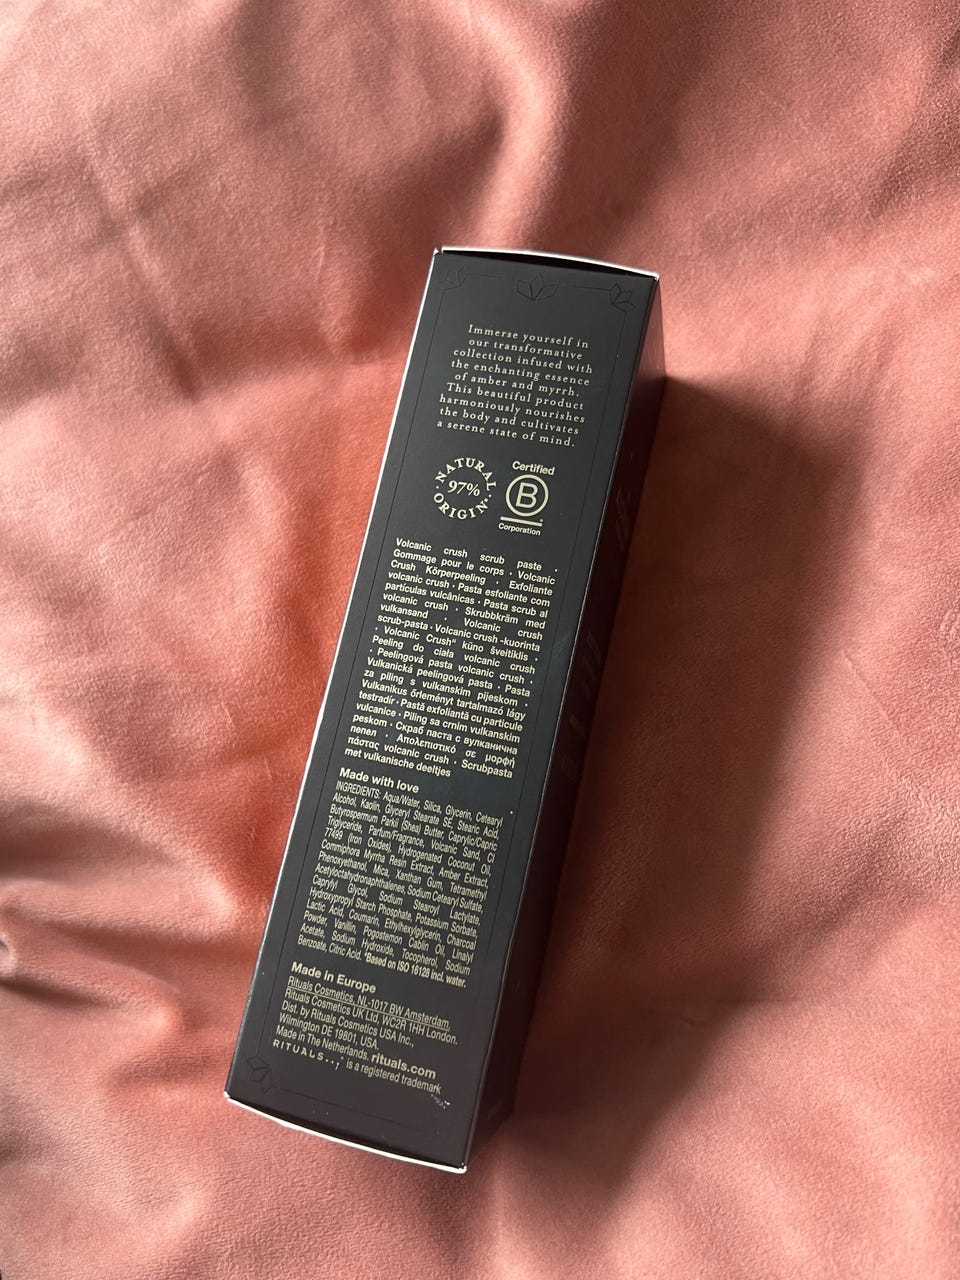 Immerse yourself in
our transformative
collection infused with
the enchanting essence
of amber and myrrh.
This beautiful product
harmoniously nourishes
the body and cultivates
a serene state of mind.
NATURAL
97%
ORIGIN*
Certified
B
Corporation
Volcanic crush scrub paste ·
Gommage pour le corps · Volcanic
Crush Körperpeeling · Exfoliante
volcanic crush · Pasta esfoliante com
partículas vulcânicas · Pasta scrub al
volcanic crush · Skrubbkräm med
vulkansand · Volcanic crush
scrub-pasta · Volcanic crush -kuorinta
· Volcanic Crush“ kūno šveitiklis ·
Peeling do ciała volcanic crush
· Peelingová pasta volcanic crush ·
Vulkanická peelingová pasta · Pasta
za piling s vulkanskim pijeskom ·
Vulkanikus őrleményt tartalmazó lágy
testradír · Pastă exfoliantă cu particule
vulcanice · Piling sa crnim vulkanskim
peskom · Скраб паста с вулканична
пепел · Απολεπιστικό σε μορφή
πάστας volcanic crush · Scrubpasta
met vulkanische deeltjes
Made with love
INGREDIENTS: Aqua/Water, Silica, Glycerin, Cetearyl
Alcohol, Kaolin, Glyceryl Stearate SE, Stearic Acid,
Butyrospermum Parkii (Shea) Butter, Caprylic/Capric
Triglyceride, Parfum/Fragrance, Volcanic Sand, CI
77499 (Iron Oxides), Hydrogenated Coconut Oil,
Commiphora Myrrha Resin Extract, Amber Extract,
Phenoxyethanol, Mica, Xanthan Gum, Tetramethyl
Acetyloctahydronaphthalenes, Sodium Cetearyl Sulfate,
Caprylyl Glycol, Sodium Stearoyl Lactylate,
Hydroxypropyl Starch Phosphate, Potassium Sorbate,
Lactic Acid, Coumarin, Ethylhexylglycerin, Charcoal
Powder, Vanillin, Pogostemon Cablin Oil, Linalyl
Acetate, Sodium Hydroxide, Tocopherol, Sodium
Benzoate, Citric Acid. *Based on ISO 16128 incl. water.
Made in Europe
Rituals Cosmetics, NL-1017 BW Amsterdam.
Rituals Cosmetics UK Ltd, WC2R 1HH London.
Dist. by Rituals Cosmetics USA Inc.,
Wilmington DE 19801, USA.
Made in The Netherlands. rituals.com
RITUALS...® is a registered trademark